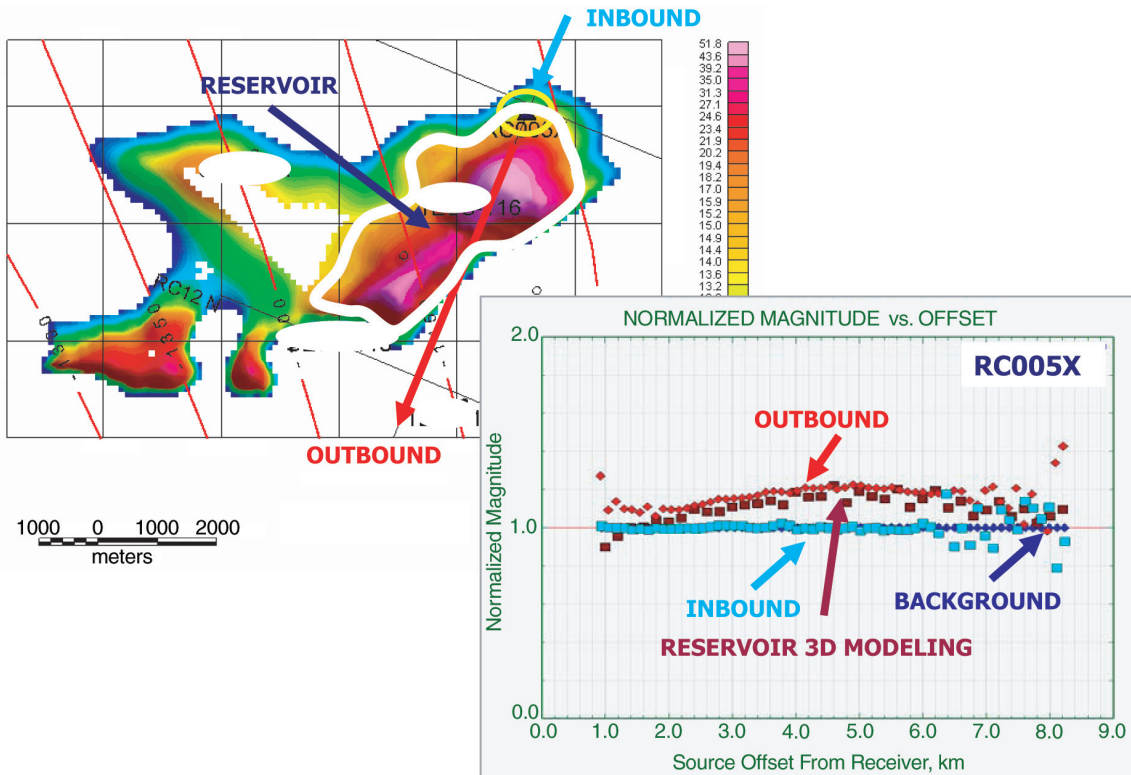 INBOUND
RESERVOIR
51.8
43.6
39.2
35.0
31.3
27.1
24.6
23.4
21.9
20.2
19.4
18.2
17.0
15.9
15.2
15.0
14.9
14.4
14.0
13.6
13.2
RC12 N
1350
OUTBOUND
1000 0 1000 2000
meters
NORMALIZED MAGNITUDE vs. OFFSET
RC005X
2.0
1.0
0.0
Normalized Magnitude
OUTBOUND
INBOUND
BACKGROUND
RESERVOIR 3D MODELING
0.0 1.0 2.0 3.0 4.0 5.0 6.0 7.0 8.0 9.0
Source Offset From Receiver, km